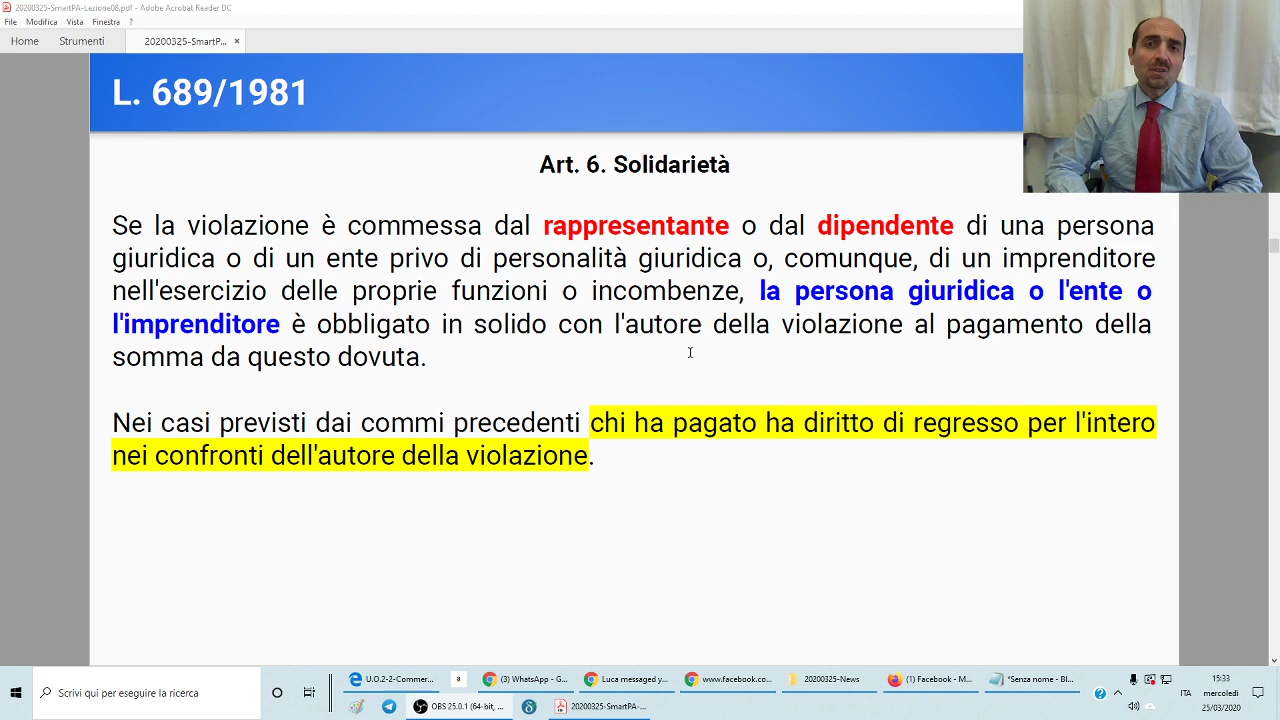 20200325-SmartPA-Lezione08.pdf - Adobe Acrobat Reader DC
File Modifica Vista Finestra ?
Home Strumenti 20200325-SmartP... ×
L. 689/1981
Art. 6. Solidarietà
Se la violazione è commessa dal rappresentante o dal dipendente di una persona
giuridica o di un ente privo di personalità giuridica o, comunque, di un imprenditore
nell'esercizio delle proprie funzioni o incombenze, la persona giuridica o l'ente o
l'imprenditore è obbligato in solido con l'autore della violazione al pagamento della
somma da questo dovuta.
Nei casi previsti dai commi precedenti chi ha pagato ha diritto di regresso per l'intero
nei confronti dell'autore della violazione.
U.O.2-2-Commer... a (3) WhatsApp - G... Luca messaged y... www.facebook.co... 20200325-News (1) Facebook - M... *Senza nome - Bl... 15:33
Scrivi qui per eseguire la ricerca ITA mercoledì
OBS 25.0.1 (64-bit, ... 20200325-SmartPA-... 25/03/2020